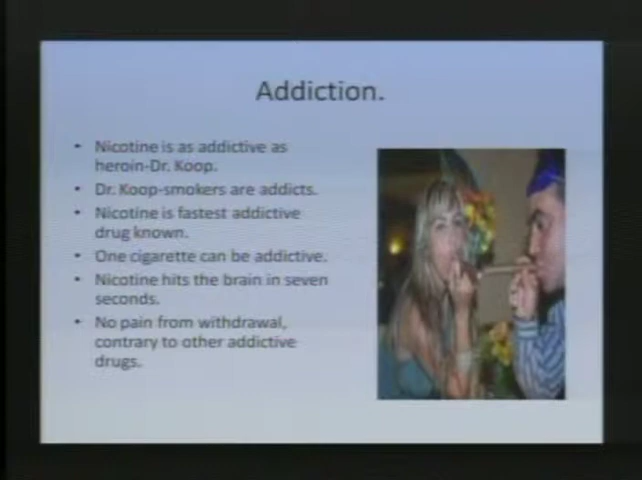 Addiction.
• Nicotine is as addictive as
heroin-Dr. Koop.
• Dr. Koop-smokers are addicts.
• Nicotine is fastest addictive
drug known.
• One cigarette can be addictive.
• Nicotine hits the brain in seven
seconds.
• No pain from withdrawal,
contrary to other addictive
drugs.